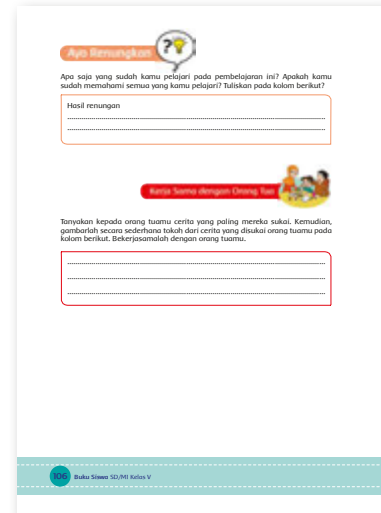 Ayo Renungkan
Apa saja yang sudah kamu pelajari pada pembelajaran ini? Apakah kamu
sudah memahami semua yang kamu pelajari? Tuliskan pada kolom berikut?
Hasil renungan
Kerja Sama dengan Orang Tua
Tanyakan kepada orang tuamu cerita yang paling mereka sukai. Kemudian,
gambarlah secara sederhana tokoh dari cerita yang disukai orang tuamu pada
kolom berikut. Bekerjasamalah dengan orang tuamu.
106 Buku Siswa SD/MI Kelas V